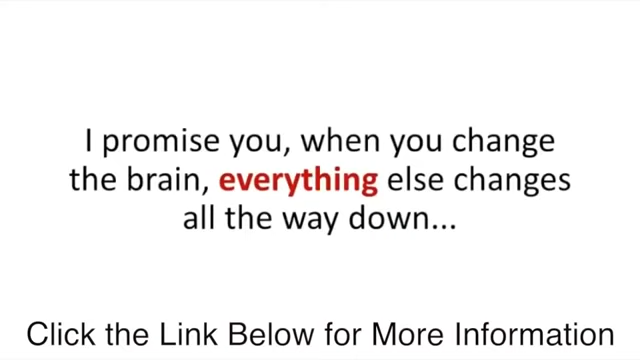 I promise you, when you change
the brain, everything else changes
all the way down...
Click the Link Below for More Information